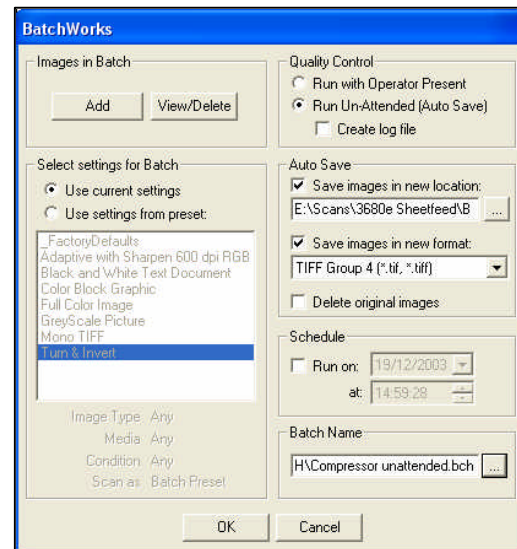 BatchWorks
Images in Batch
Add
View/Delete
Select settings for Batch
Use current settings
Use settings from preset:
_FactoryDefaults
Adaptive with Sharpen 600 dpi RGB
Black and White Text Document
Color Block Graphic
Full Color Image
GreyScale Picture
Mono TIFF
Turn & Invert
Image Type Any
Media Any
Condition Any
Scan as Batch Preset
Quality Control
Run with Operator Present
Run Un-Attended (Auto Save)
Create log file
Auto Save
Save images in new location:
E:\Scans\3680e Sheetfeed\B ...
Save images in new format:
TIFF Group 4 (*.tif, *.tiff)
Delete original images
Schedule
Run on: 19/12/2003
at: 14:59:28
Batch Name
H\Compressor unattended.bch ...
OK
Cancel